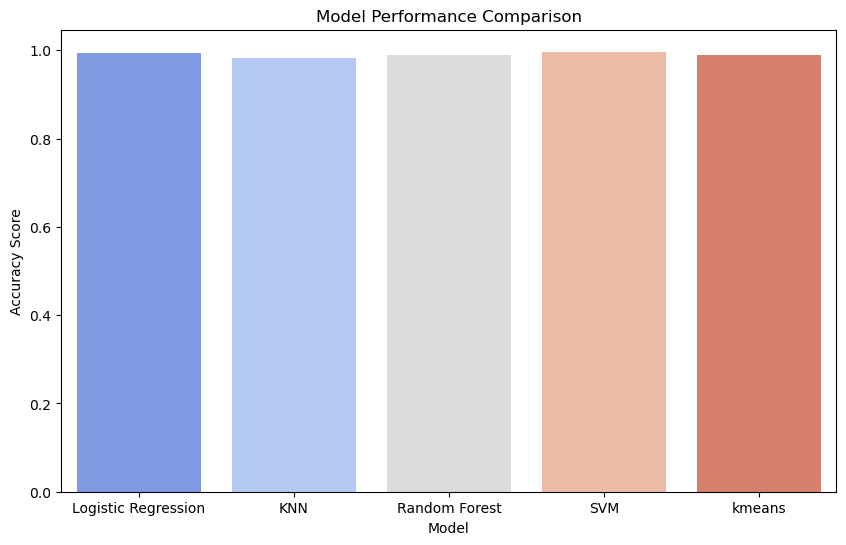 Model Performance Comparison
1.0
0.8
0.6
0.4
0.2
0.0
Accuracy Score
Logistic Regression KNN Random Forest SVM kmeans
Model